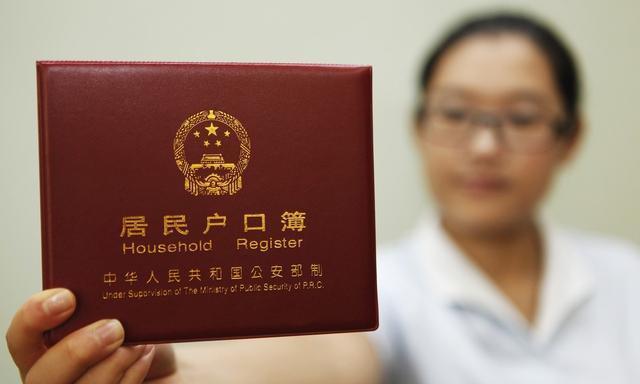 居民户口簿
Household Register
中华人民共和国公安部制
Under Supervision of The Ministry of Public Security of P.R.C.